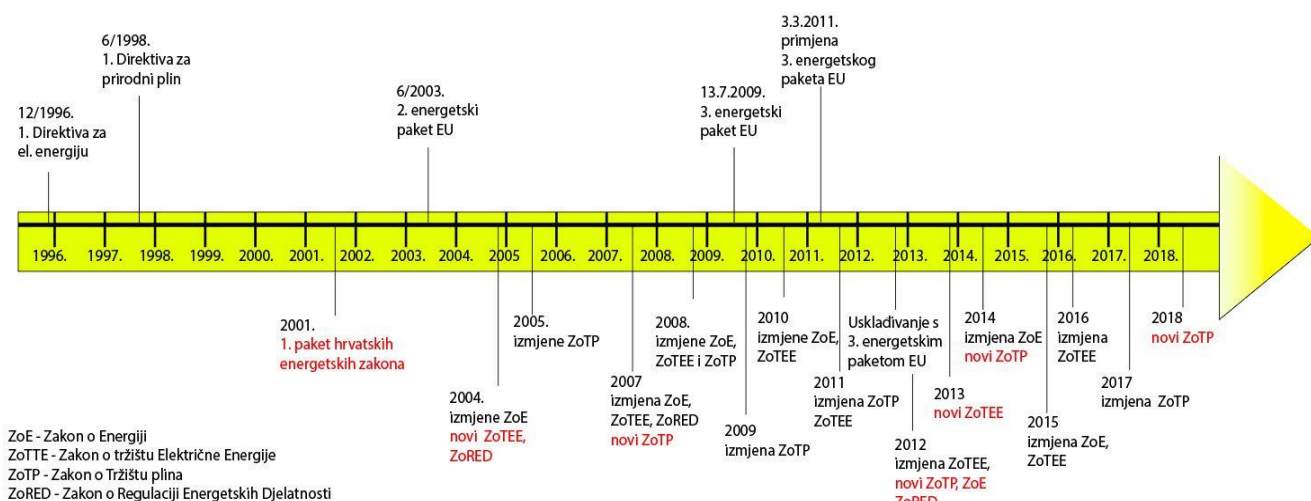 12/1996.
1. Direktiva za
el. energiju
6/1998.
1. Direktiva za
prirodni plin
6/2003.
2. energetski
paket EU
13.7.2009.
3. energetski
paket EU
3.3.2011.
primjena
3. energetskog
paketa EU
1996. 1997. 1998. 1999. 2000. 2001. 2002. 2003. 2004. 2005 2006. 2007. 2008. 2009. 2010. 2011. 2012. 2013. 2014. 2015. 2016. 2017. 2018.
2001.
1. paket hrvatskih
energetskih zakona
2004.
izmjene ZoE
novi ZoTEE,
ZoRED
2005.
izmjene ZoTP
2007
izmjena ZoE,
ZoTEE, ZoRED
novi ZoTP
2008.
izmjene ZoE,
ZoTEE i ZoTP
2009
izmjena ZoTP
2010
izmjene ZoE,
ZoTEE
2011
izmjena ZoTP
ZoTEE
Usklađivanje s
3. energetskim
paketom EU
2012
izmjena ZoTEE,
novi ZoTP, ZoE
ZoRED
2013
novi ZoTEE
2014
izmjena ZoE
novi ZoTP
2015
izmjena ZoE,
ZoTEE
2016
izmjena
ZoTEE
2017
izmjena ZoTP
2018
novi ZoTP
ZoE - Zakon o Energiji
ZoTTE - Zakon o tržištu Električne Energije
ZoTP - Zakon o Tržištu plina
ZoRED - Zakon o Regulaciji Energetskih Djelatnosti